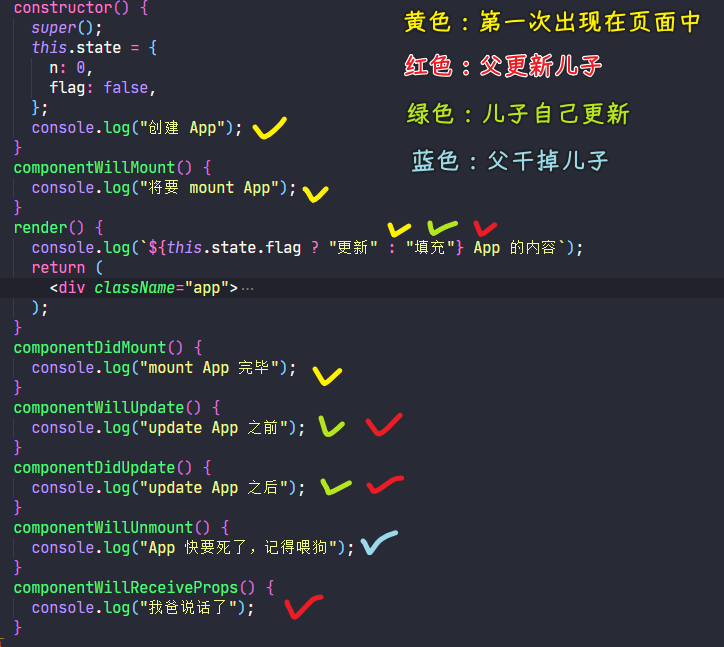 constructor() {
super();
this.state = {
n: 0,
flag: false,
};
console.log("创建 App");
}
componentWillMount() {
console.log("将要 mount App");
}
render() {
console.log(`${this.state.flag ? "更新" : "填充"} App 的内容`);
return (
<div className="app">…
);
}
componentDidMount() {
console.log("mount App 完毕");
}
componentWillUpdate() {
console.log("update App 之前");
}
componentDidUpdate() {
console.log("update App 之后");
}
componentWillUnmount() {
console.log("App 快要死了，记得喂狗");
}
componentWillReceiveProps() {
console.log("我爸说话了");
}
黄色：第一次出现在页面中
红色：父更新儿子
绿色：儿子自己更新
蓝色：父干掉儿子